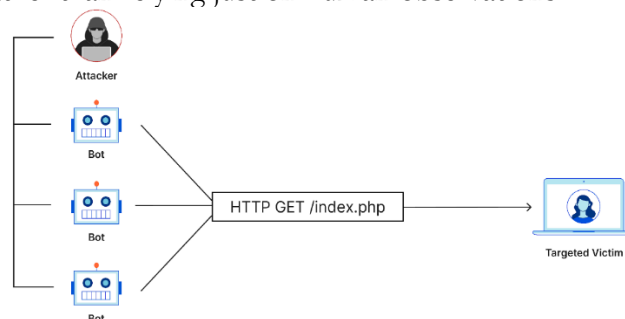 Attacker
Bot
HTTP GET /index.php
Bot
Targeted Victim
Bot